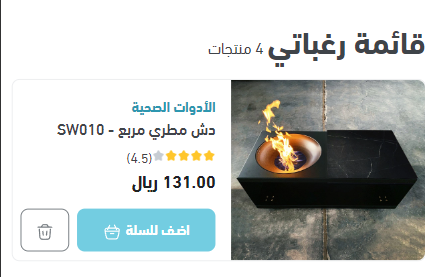 قائمة رغباتي 4 منتجات
الأدوات الصحية
دش مطري مربع - SW010
(4.5)
131.00 ريال
اضف للسلة